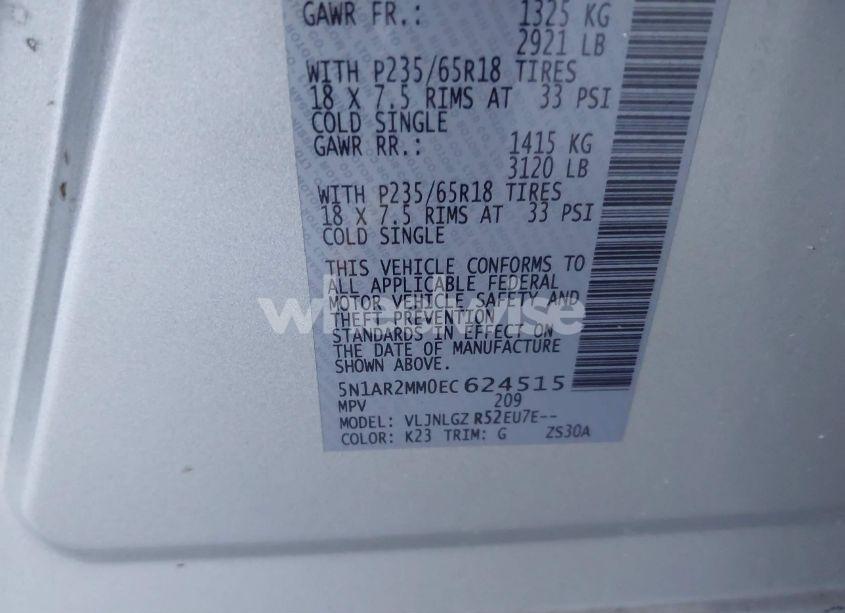 GAWR FR.: 1325 KG
2921 LB
WITH P235/65R18 TIRES
18 X 7.5 RIMS AT 33 PSI
COLD SINGLE
GAWR RR.: 1415 KG
3120 LB
WITH P235/65R18 TIRES
18 X 7.5 RIMS AT 33 PSI
COLD SINGLE
THIS VEHICLE CONFORMS TO
ALL APPLICABLE FEDERAL
MOTOR VEHICLE SAFETY AND
THEFT PREVENTION
STANDARDS IN EFFECT ON
THE DATE OF MANUFACTURE
SHOWN ABOVE.
5N1AR2MM0EC 624515
MPV 209
MODEL: VLJNLGZ R52EU7E--
COLOR: K23 TRIM: G ZS30A
wheelwise